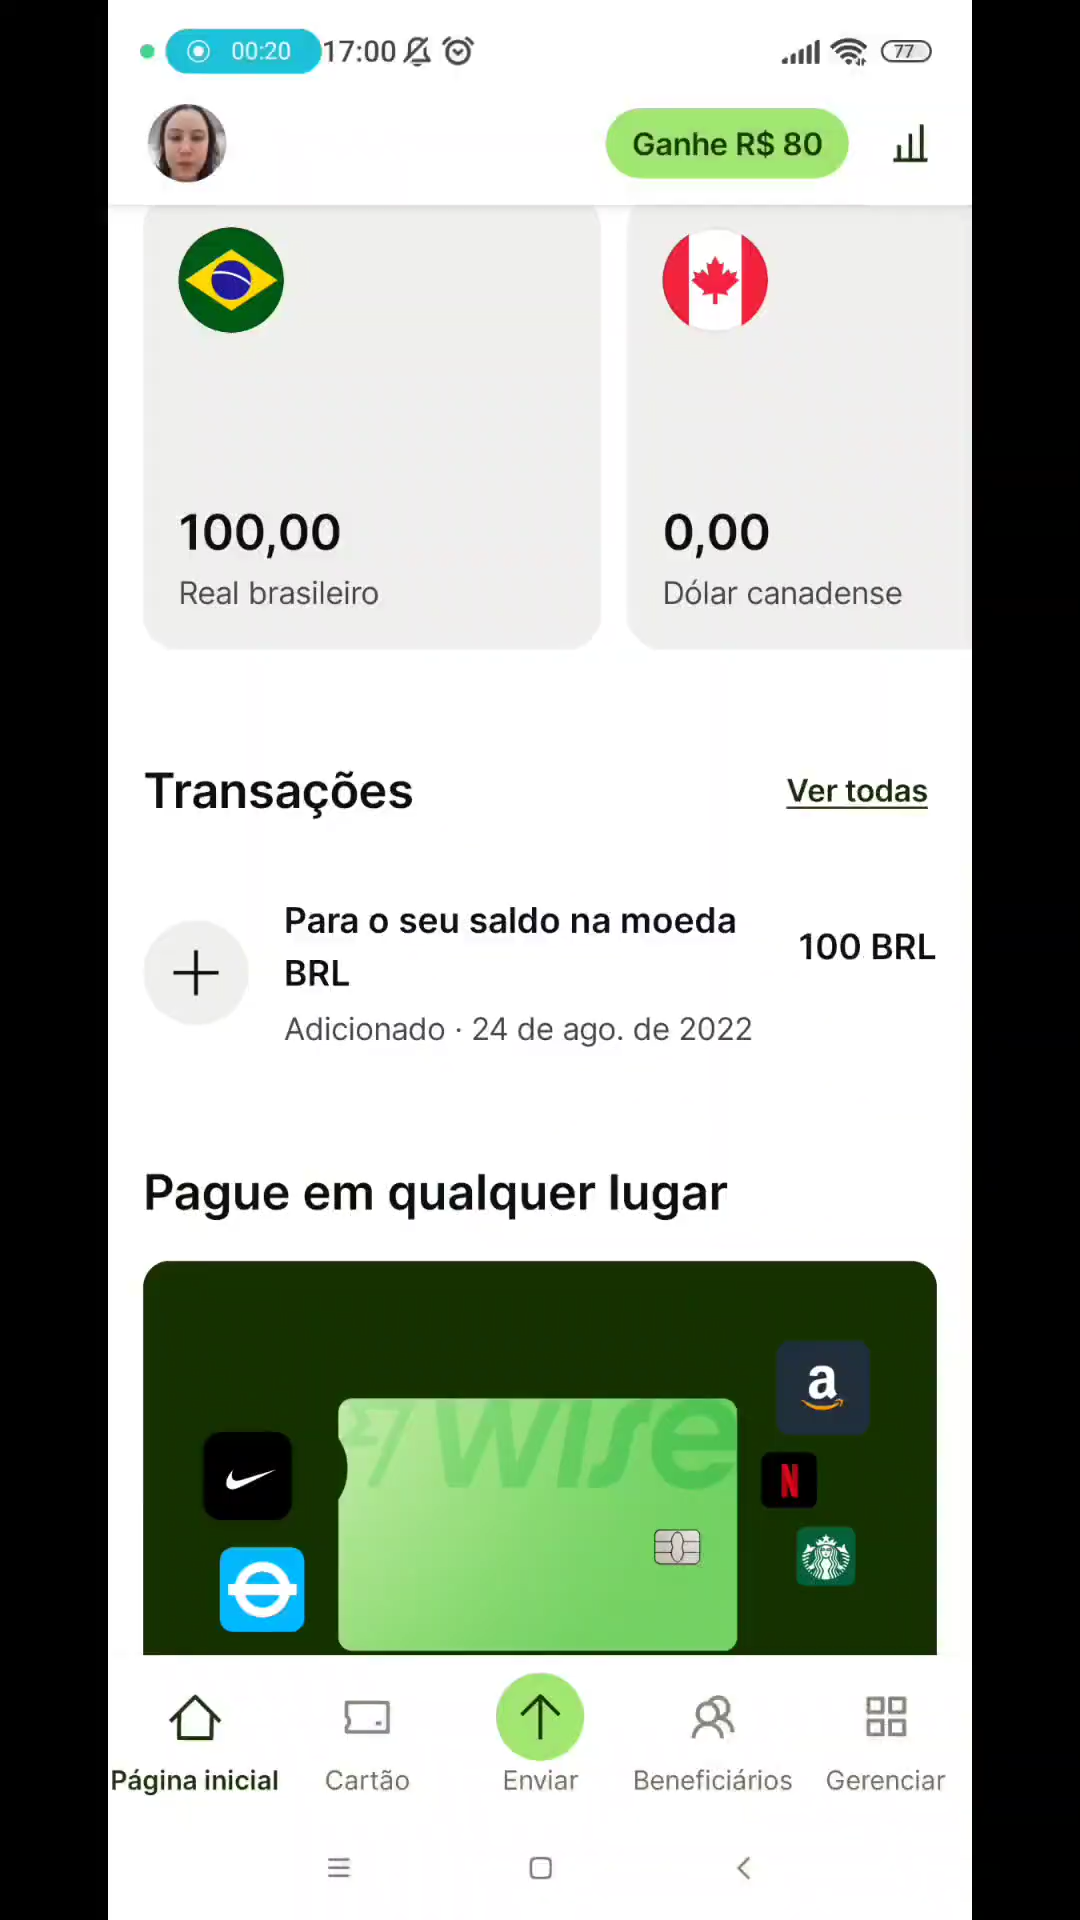 00:20 17:00 77
Ganhe R$ 80
100,00
Real brasileiro
0,00
Dólar canadense
Transações
Ver todas
Para o seu saldo na moeda
BRL
100 BRL
Adicionado · 24 de ago. de 2022
Pague em qualquer lugar
a
WISE
N
Página inicial
Cartão
Enviar
Beneficiários
Gerenciar